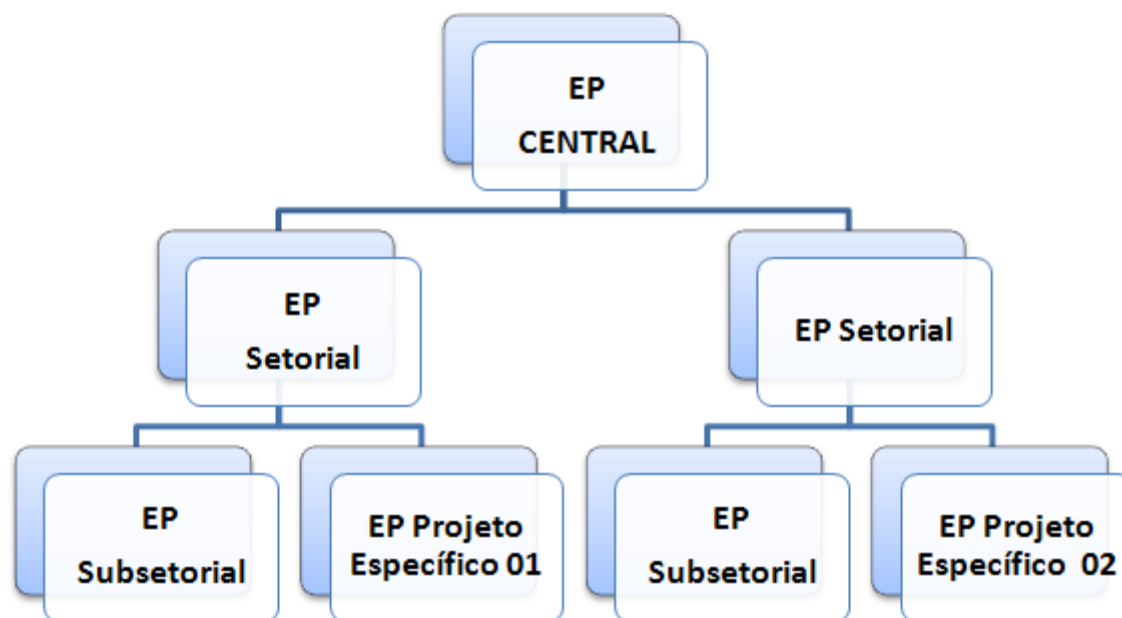 EP
CENTRAL
EP
Setorial
EP Setorial
EP
Subsetorial
EP Projeto
Específico 01
EP
Subsetorial
EP Projeto
Específico 02